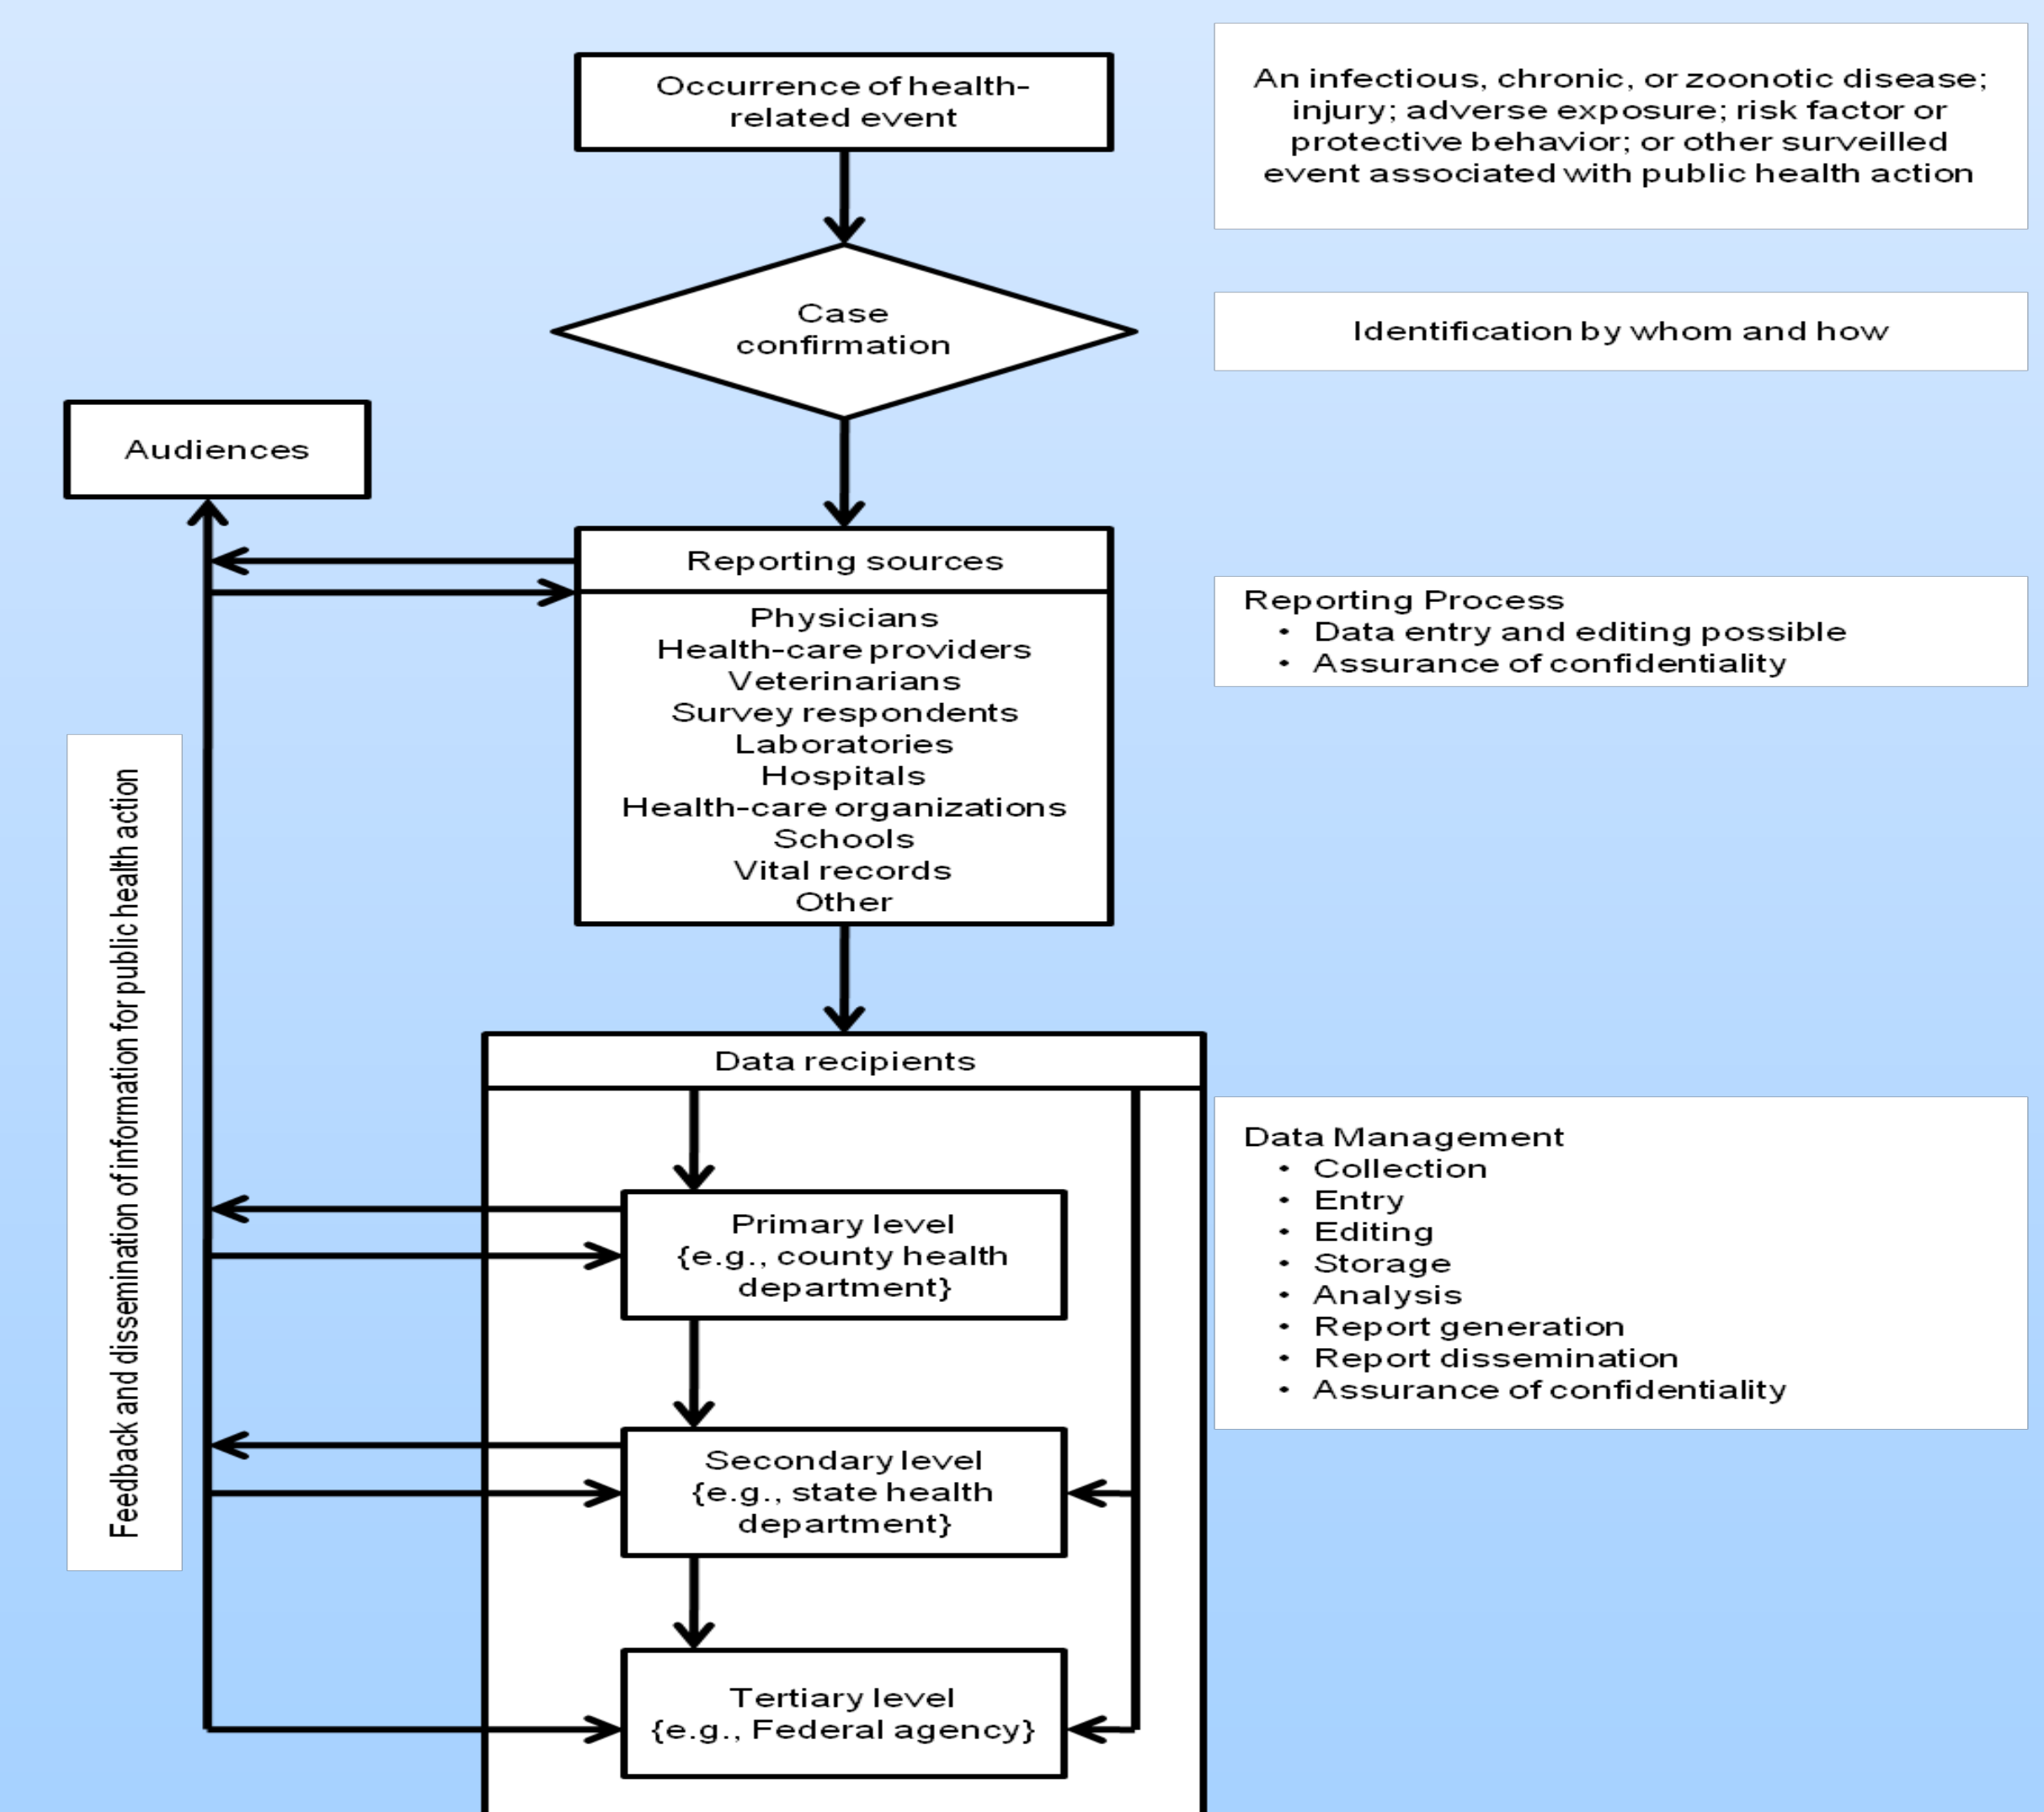 Occurrence of health-
related event
An infectious, chronic, or zoonotic disease;
injury; adverse exposure; risk factor or
protective behavior; or other surveilled
event associated with public health action
Case
confirmation
Identification by whom and how
Audiences
Reporting sources
Physicians
Health-care providers
Veterinarians
Survey respondents
Laboratories
Hospitals
Health-care organizations
Schools
Vital records
Other
Reporting Process
• Data entry and editing possible
• Assurance of confidentiality
Feedback and dissemination of information for public health action
Data recipients
Primary level
{e.g., county health
department}
Secondary level
{e.g., state health
department}
Tertiary level
{e.g., Federal agency}
Data Management
• Collection
• Entry
• Editing
• Storage
• Analysis
• Report generation
• Report dissemination
• Assurance of confidentiality